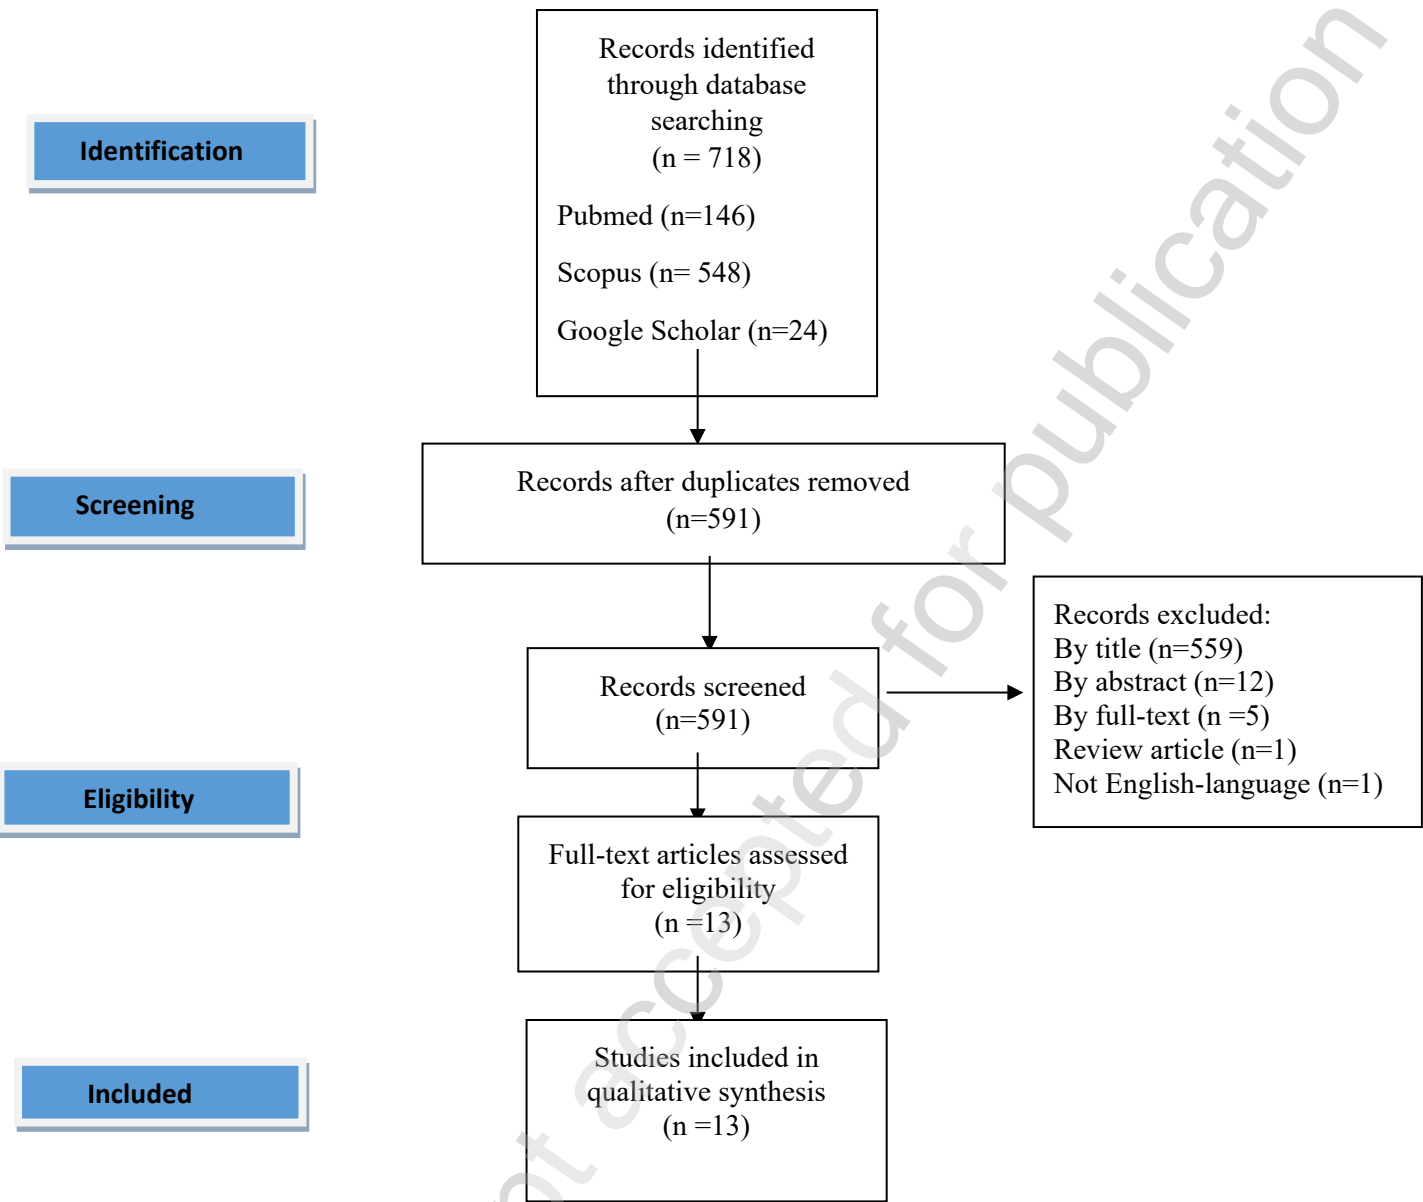 Identification
Records identified
through database
searching
(n = 718)
Pubmed (n=146)
Scopus (n= 548)
Google Scholar (n=24)
Screening
Records after duplicates removed
(n=591)
Records screened
(n=591)
Records excluded:
By title (n=559)
By abstract (n=12)
By full-text (n =5)
Review article (n=1)
Not English-language (n=1)
Eligibility
Full-text articles assessed
for eligibility
(n =13)
Included
Studies included in
qualitative synthesis
(n =13)
pt accepted for publication